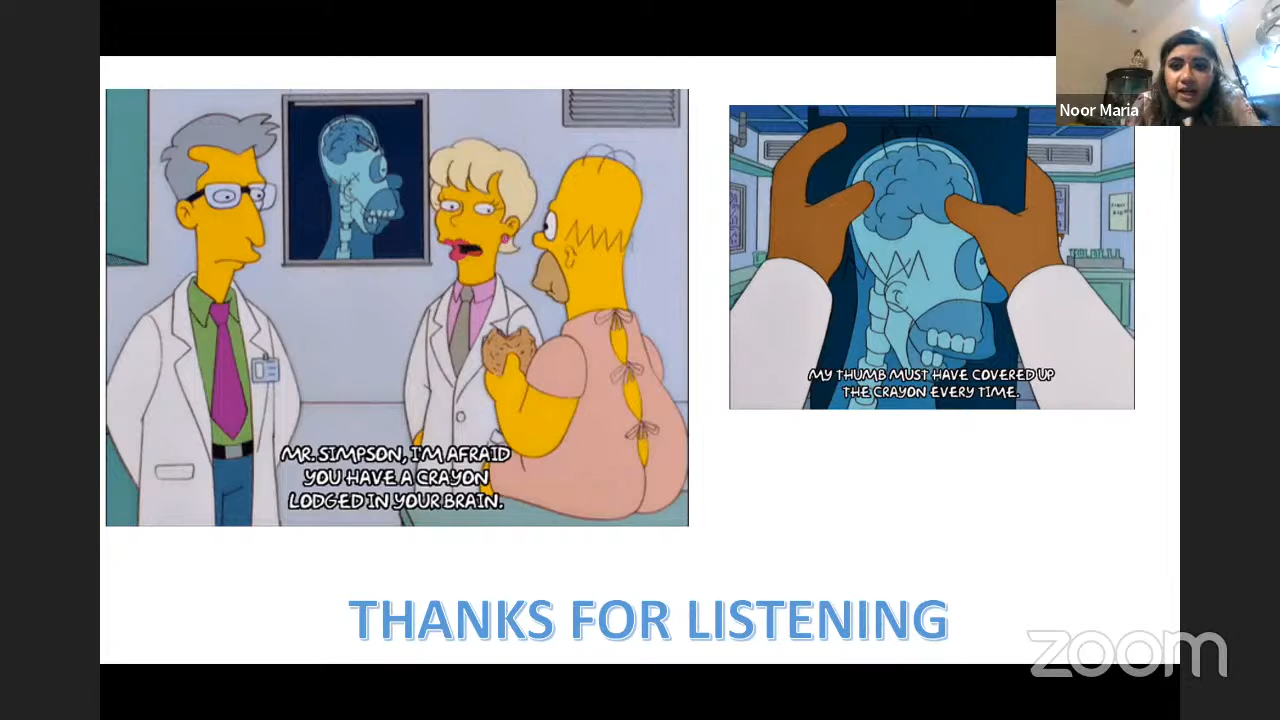 Noor Maria
MR. SIMPSON, I'M AFRAID
YOU HAVE A CRAYON
LODGED IN YOUR BRAIN.
MY THUMB MUST HAVE COVERED UP
THE CRAYON EVERY TIME.
THANKS FOR LISTENING
zoom